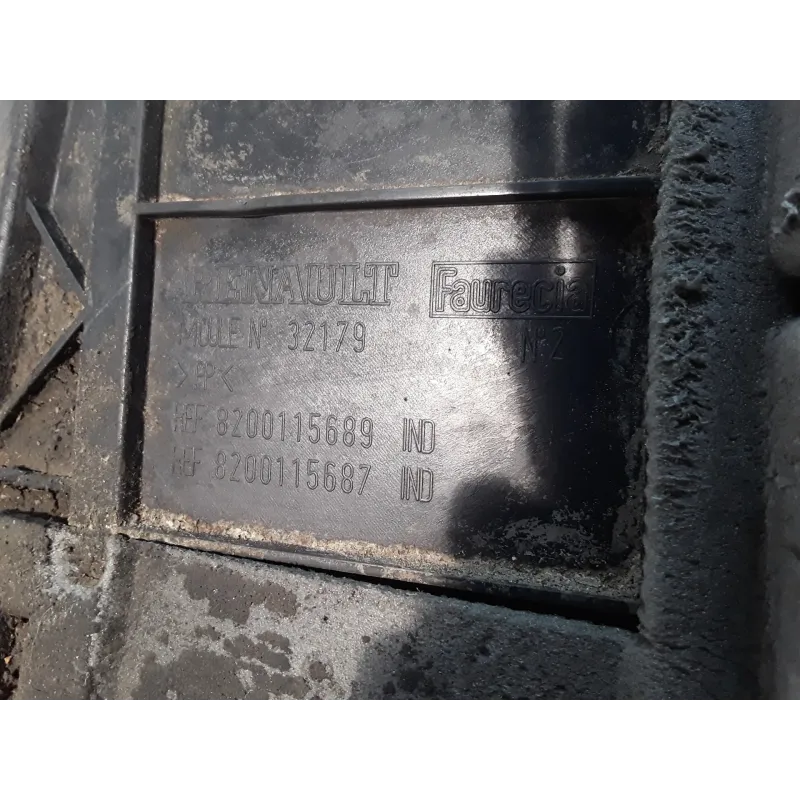 RENAULT Faurecia
MOULE N° 32179 N°2
>PP<
REF 8200115689 IND
REF 8200115687 IND